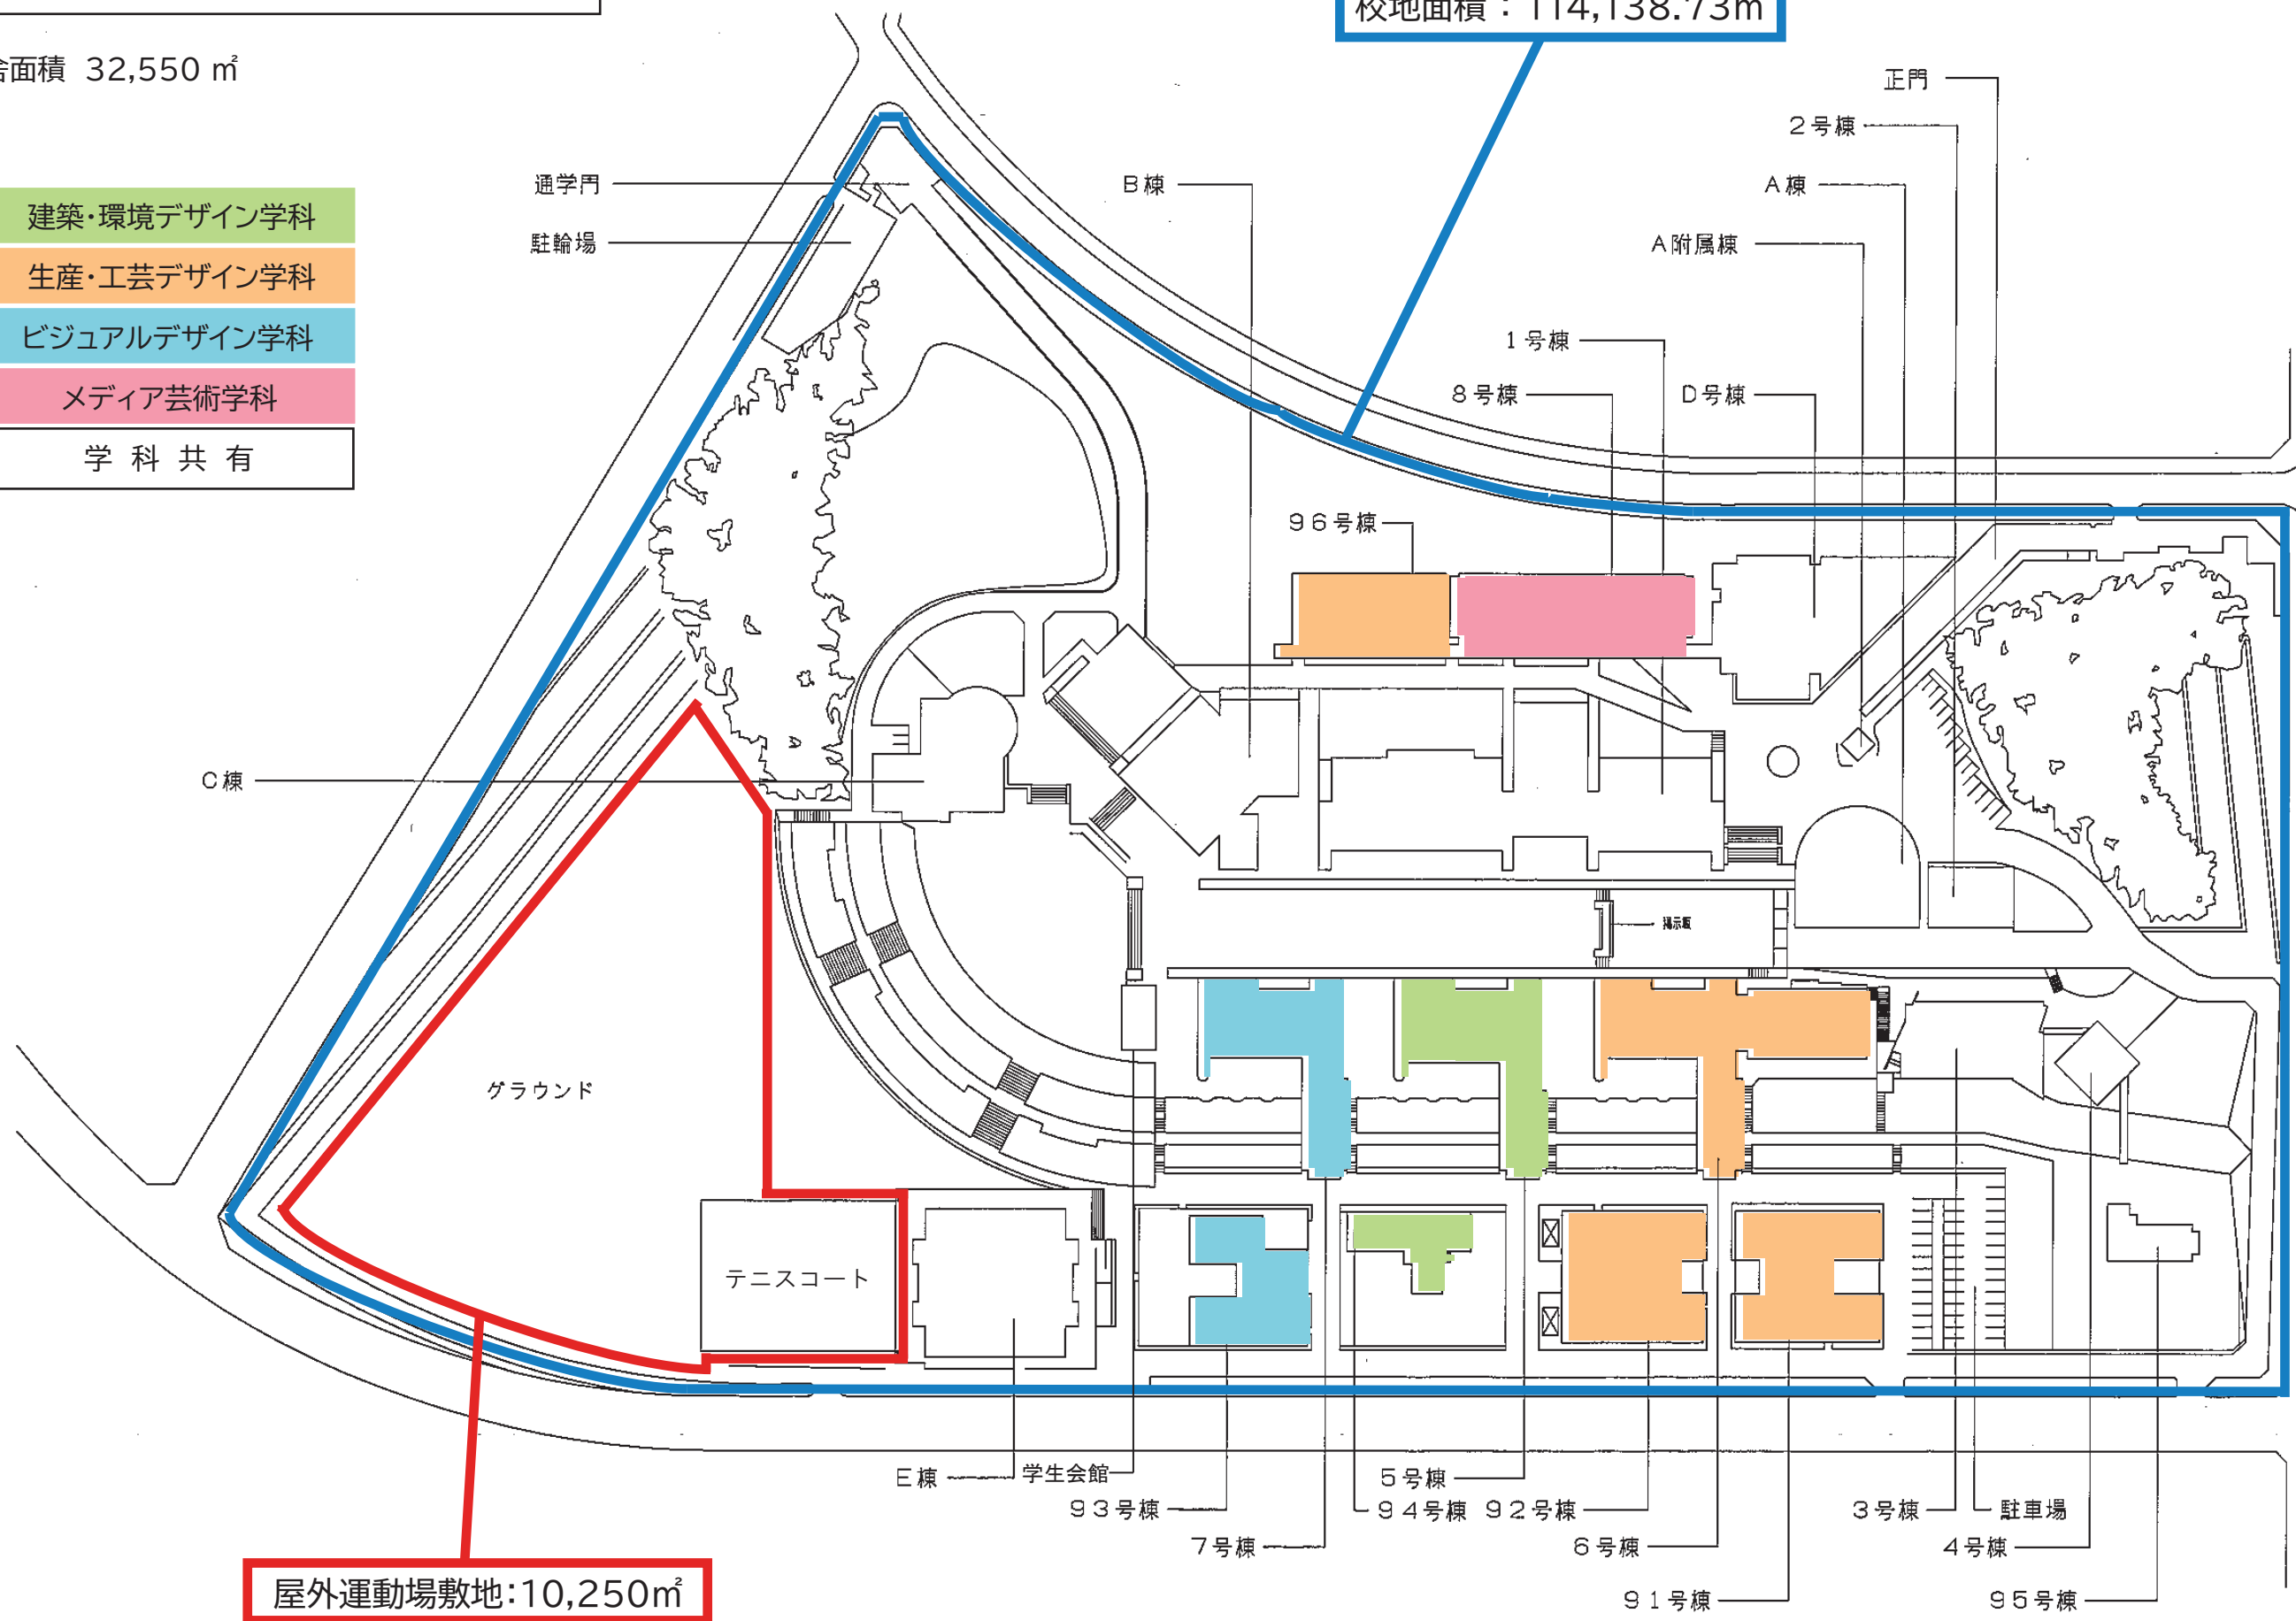 校地面積：114,138.73㎡
舎面積 32,550 ㎡
正門
2号棟
通学門
B棟
A棟
建築・環境デザイン学科
駐輪場
A附属棟
生産・工芸デザイン学科
ビジュアルデザイン学科
1号棟
メディア芸術学科
8号棟
D号棟
学科共有
96号棟
C棟
掲示板
グラウンド
テニスコート
E棟
学生会館
5号棟
93号棟
94号棟
92号棟
3号棟
駐車場
7号棟
6号棟
4号棟
屋外運動場敷地:10,250㎡
91号棟
95号棟